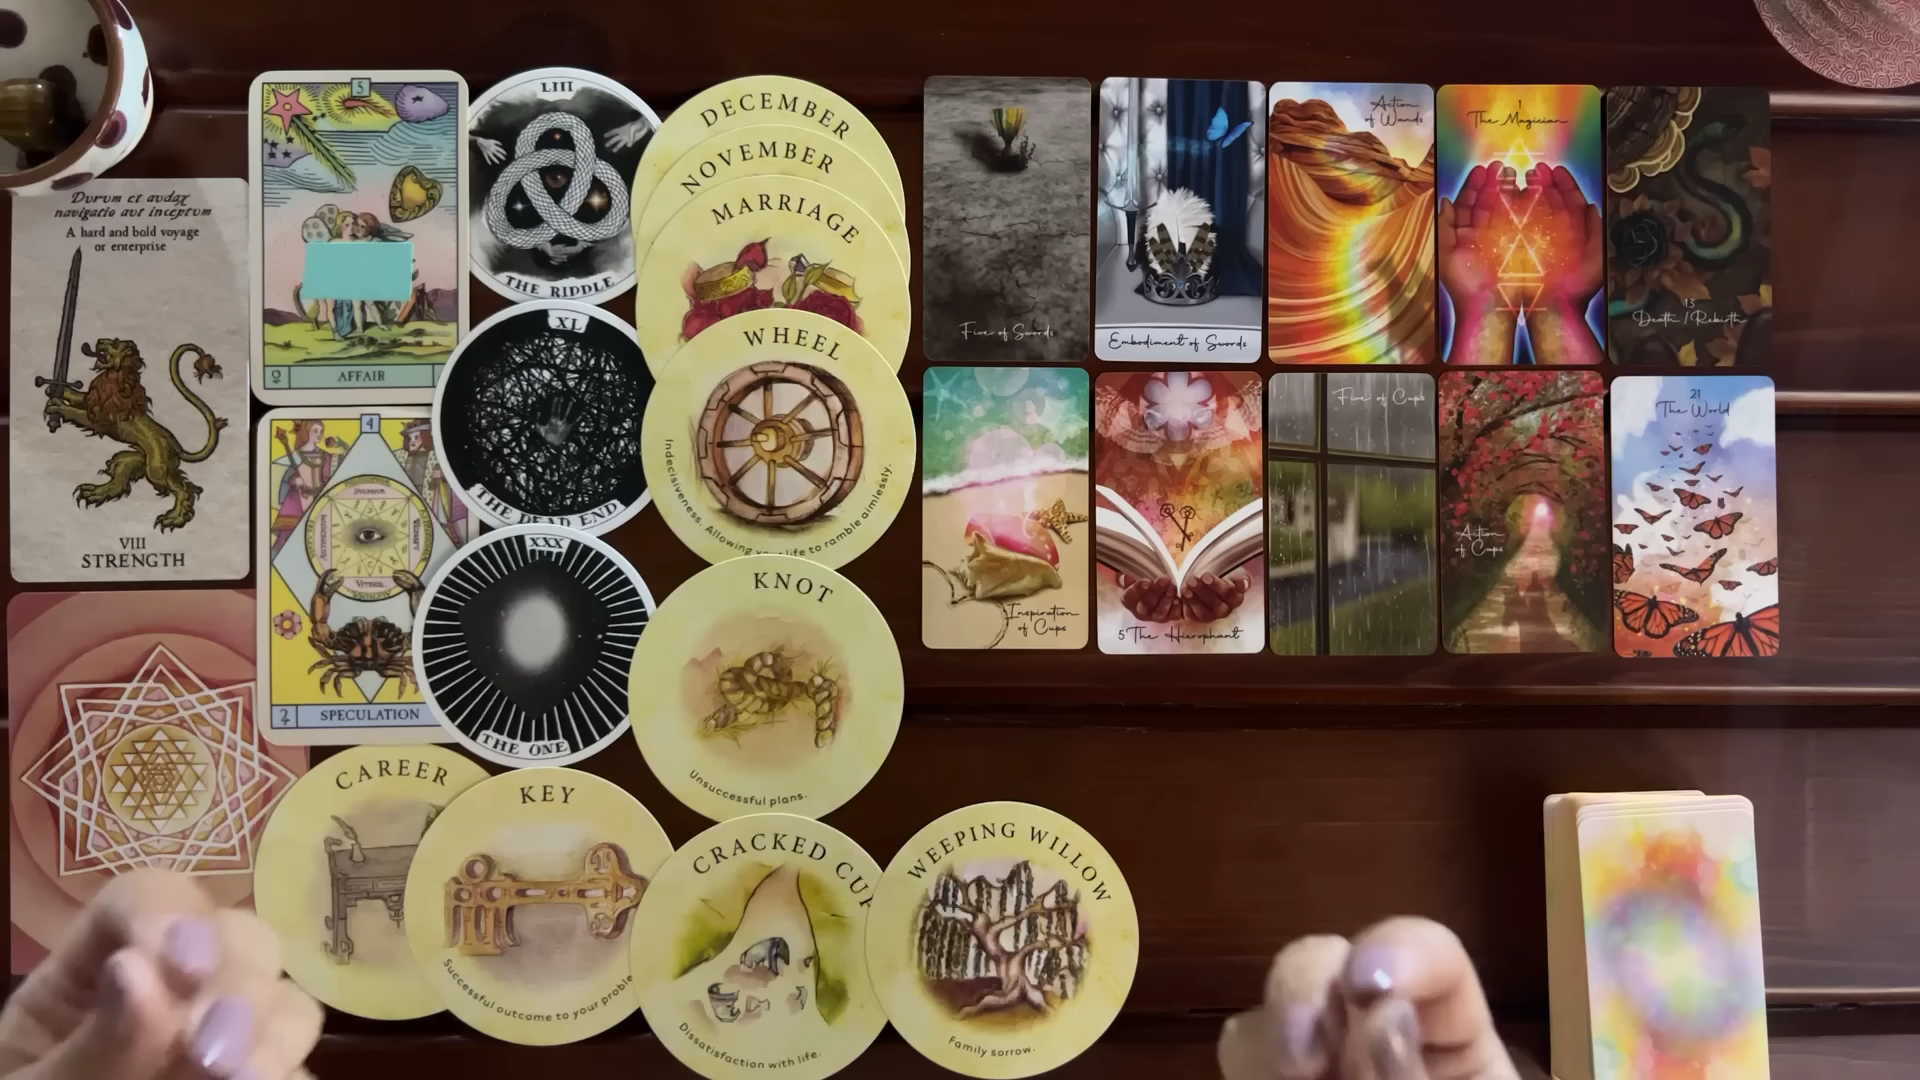 Durum et audax
navigatio aut inceptum
A hard and bold voyage
or enterprise
VIII
STRENGTH
5
AFFAIR
4
SPECULATION
LIII
THE RIDDLE
XL
THE DEAD END
XXX
THE ONE
DECEMBER
NOVEMBER
MARRIAGE
WHEEL
Indecisiveness. Allowing your life to ramble aimlessly.
KNOT
Unsuccessful plans.
CAREER
KEY
Successful outcome to your proble
CRACKED CUP
Dissatisfaction with life.
WEEPING WILLOW
Family sorrow.
Five of Swords
Embodiment of Swords
Action
of Wands
1
The Magician
13
Death / Rebirth
Inspiration
of Cups
5 The Hierophant
Five of Cups
Action
of Cups
21
The World